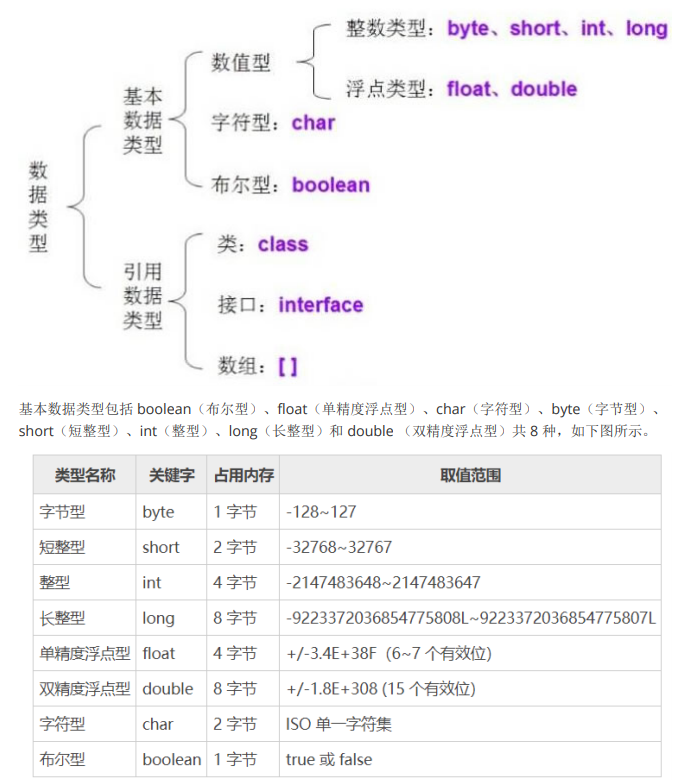 数据类型
基本数据类型
数值型
整数类型：byte、short、int、long
浮点类型：float、double
字符型：char
布尔型：boolean
引用数据类型
类：class
接口：interface
数组：[ ]
基本数据类型包括 boolean（布尔型）、float（单精度浮点型）、char（字符型）、byte（字节型）、
short（短整型）、int（整型）、long（长整型）和 double （双精度浮点型）共 8 种，如下图所示。
类型名称 关键字 占用内存 取值范围
字节型 byte 1 字节 -128~127
短整型 short 2 字节 -32768~32767
整型 int 4 字节 -2147483648~2147483647
长整型 long 8 字节 -9223372036854775808L~9223372036854775807L
单精度浮点型 float 4 字节 +/-3.4E+38F（6~7 个有效位）
双精度浮点型 double 8 字节 +/-1.8E+308 (15 个有效位)
字符型 char 2 字节 ISO 单一字符集
布尔型 boolean 1 字节 true 或 false